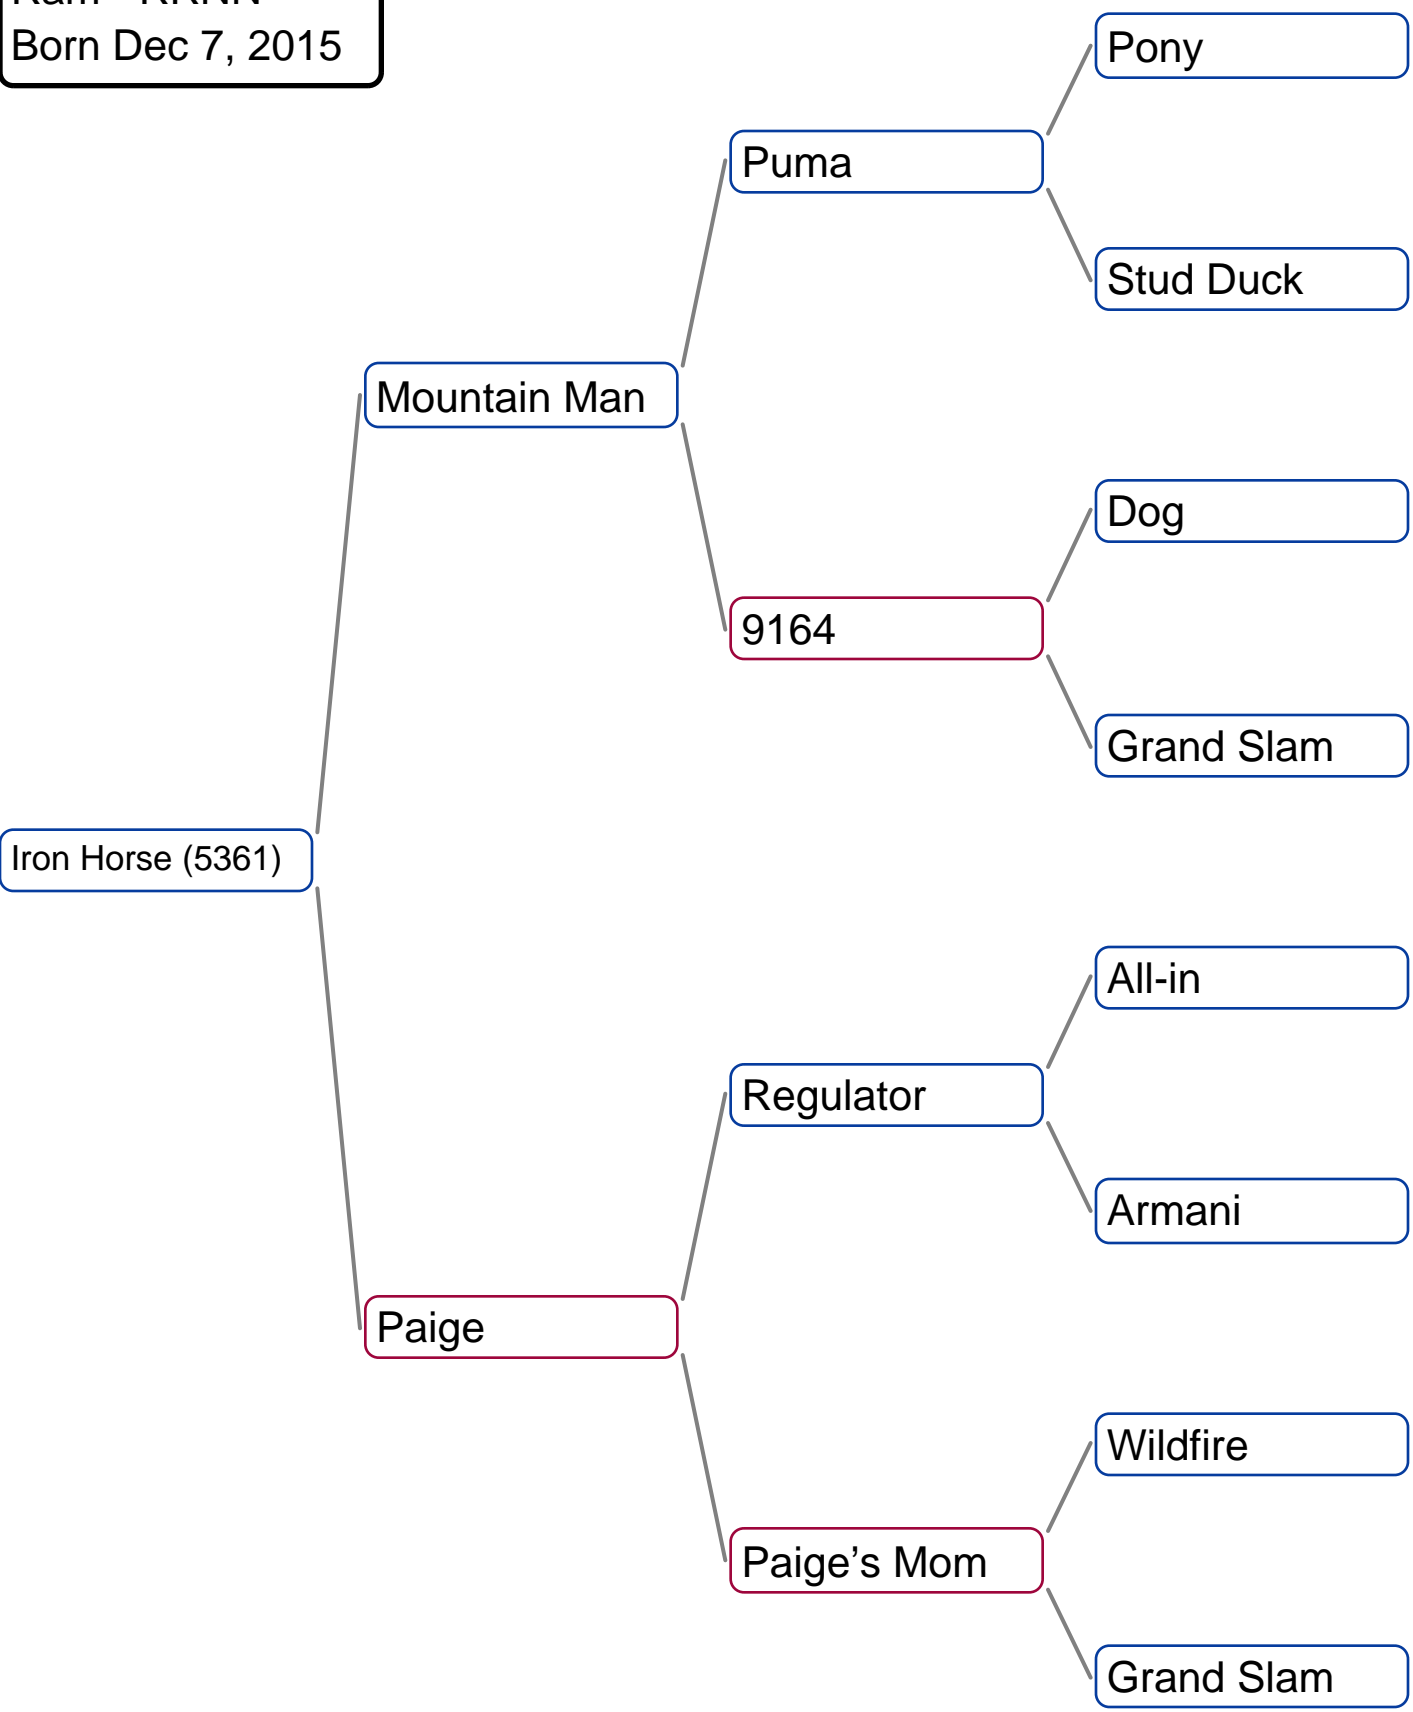 Born Dec 7, 2015
Pony
Puma
Stud Duck
Mountain Man
Dog
9164
Grand Slam
Iron Horse (5361)
All-in
Regulator
Armani
Paige
Wildfire
Paige’s Mom
Grand Slam